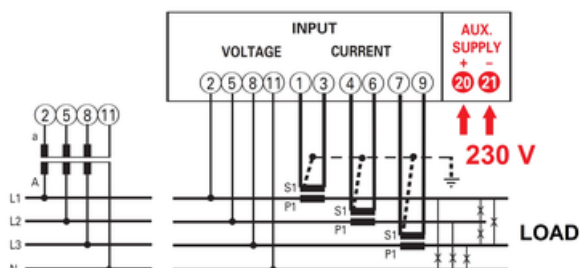 INPUT
AUX.
SUPPLY
VOLTAGE CURRENT
+ −
2 5 8 11 1 3 4 6 7 9 20 21
2 5 8 11
a
230 V
A
L1 S1
P1
L2 S1
P1
LOAD
L3 S1
P1
N